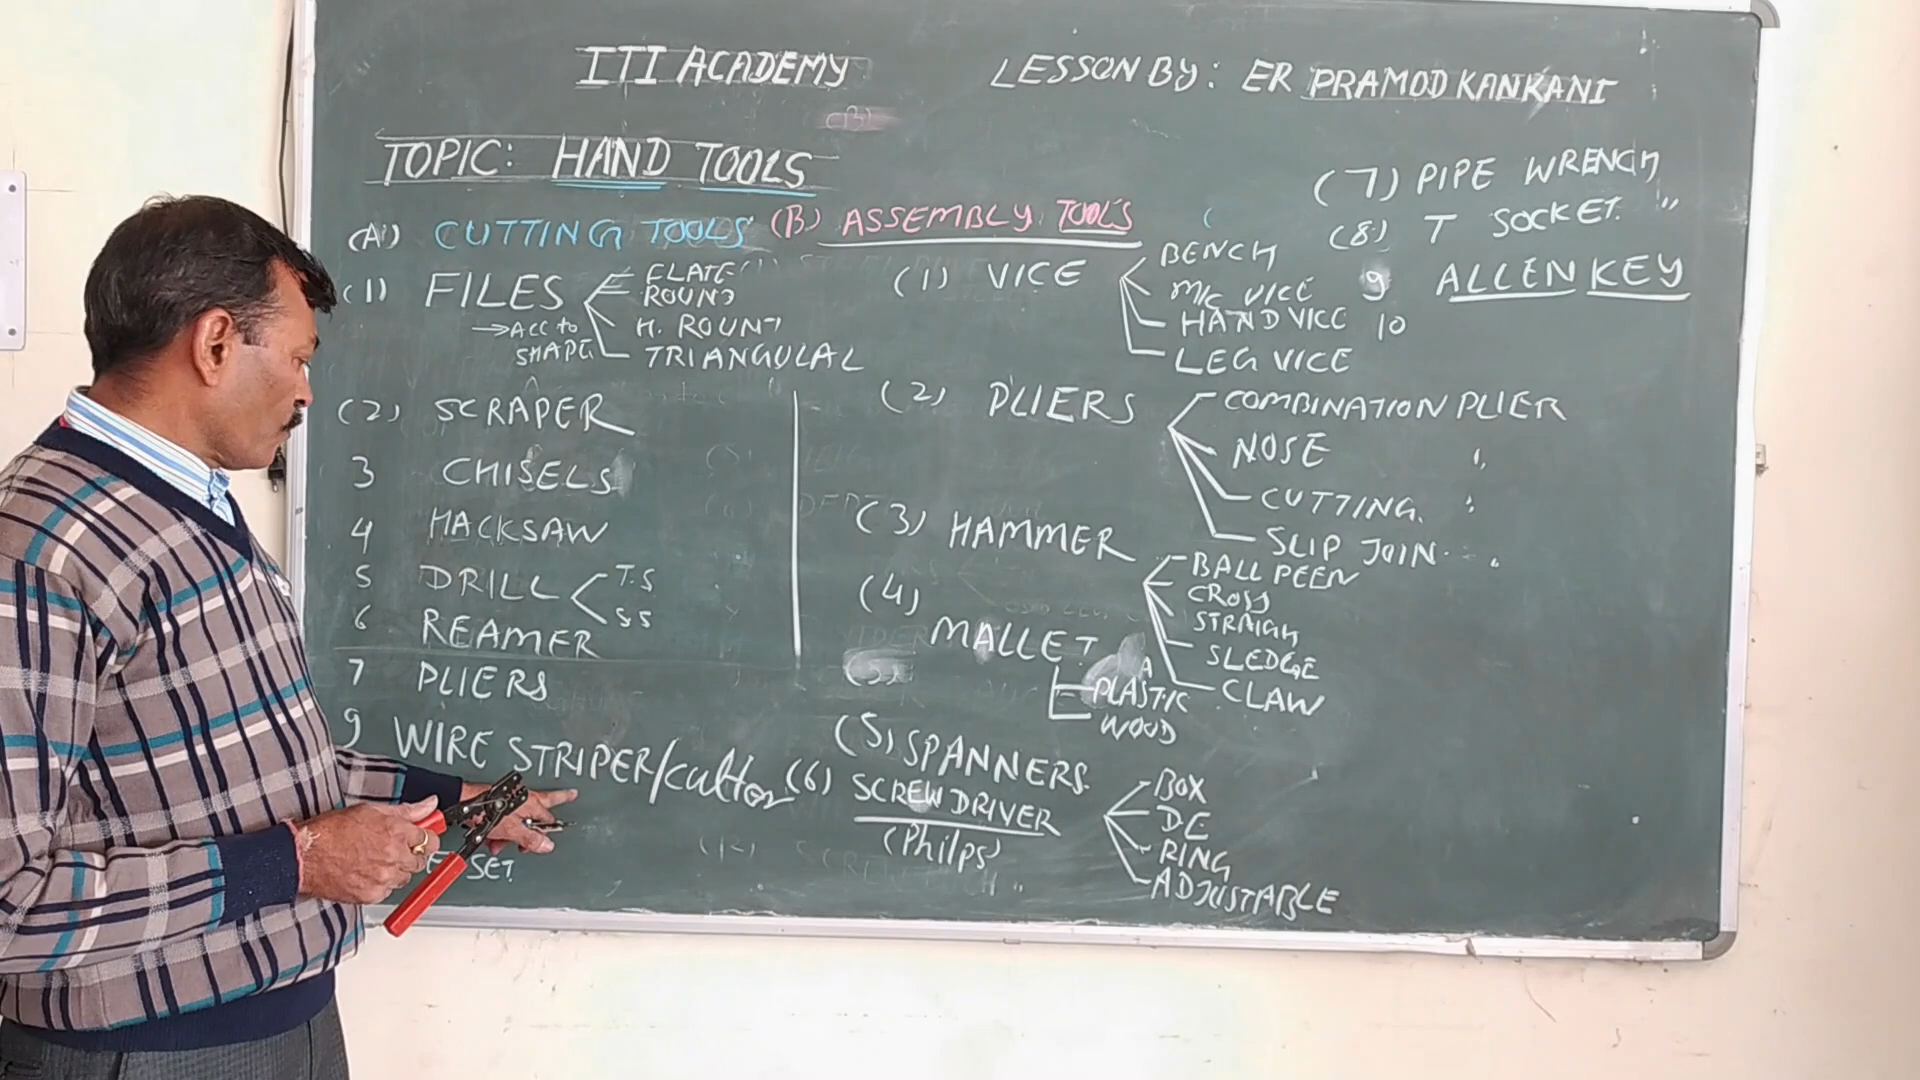 ITI ACADEMY
LESSON BY: ER PRAMOD KANKANI
TOPIC: HAND TOOLS
(A) CUTTING TOOLS
(1) FILES
FLATE
ROUND
H. ROUND
TRIANGULAL
→ ACC to
SHAPE
(2) SCRAPER
3 CHISELS
4 HACKSAW
5 DRILL
T.S
SS
6 REAMER
7 PLIERS
9 WIRE STRIPER/Cutter
SET.
(B) ASSEMBLY TOOLS
(1) VICE
BENCH
M/C VICE
HAND VICE
LEG VICE
(2) PLIERS
COMBINATION PLIER
NOSE "
CUTTING. "
SLIP JOIN "
(3) HAMMER
BALL PEEN
CROSS
STRAIGH
SLEDGE
CLAW
(4)
MALLET
PLASTIC
WOOD
(5) SPANNERS.
BOX
DE
RING
ADJUSTABLE
(6) SCREW DRIVER
(Philps)
(7) PIPE WRENCH
(8) T SOCKET. "
9 ALLEN KEY
10